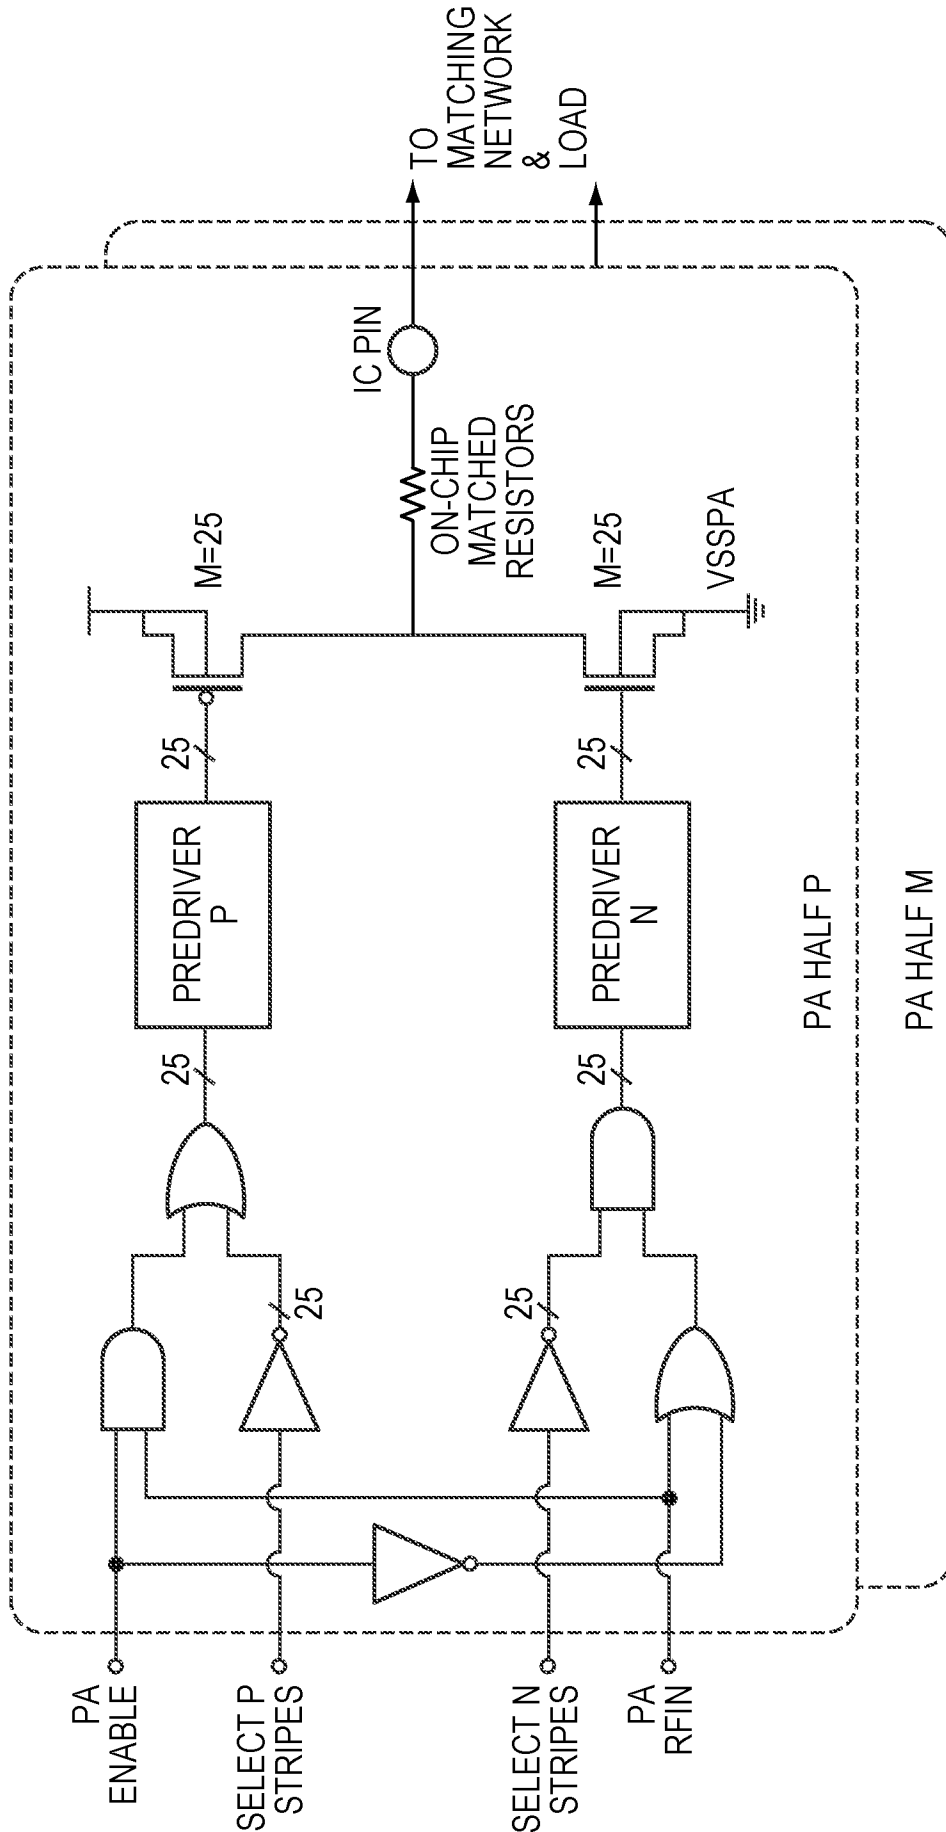 PA
ENABLE
SELECT P
STRIPES
SELECT N
STRIPES
PA
RFIN
25
25
25
PREDRIVER
P
25
M=25
25
PREDRIVER
N
25
M=25
VSSPA
ON-CHIP
MATCHED
RESISTORS
IC PIN
TO
MATCHING
NETWORK
&
LOAD
PA HALF P
PA HALF M